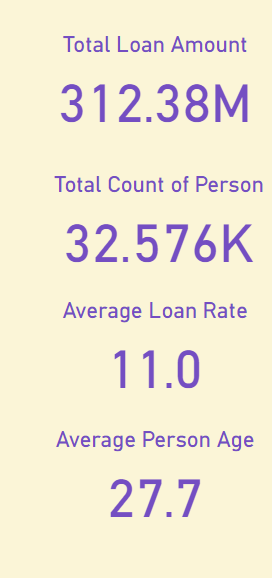 Total Loan Amount
312.38M
Total Count of Person
32.576K
Average Loan Rate
11.0
Average Person Age
27.7